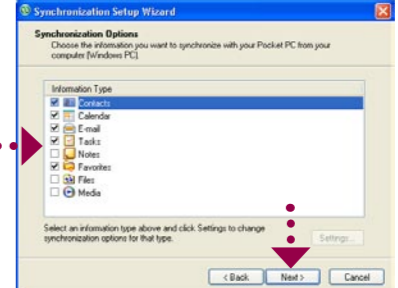 Synchronization Setup Wizard
Synchronization Options
Choose the information you want to synchronize with your Pocket PC from your
computer (Windows PC)
Information Type
Contacts
Calendar
E-mail
Tasks
Notes
Favorites
Files
Media
Select an information type above and click Settings to change
synchronization options for that type.
Settings...
< Back
Next >
Cancel